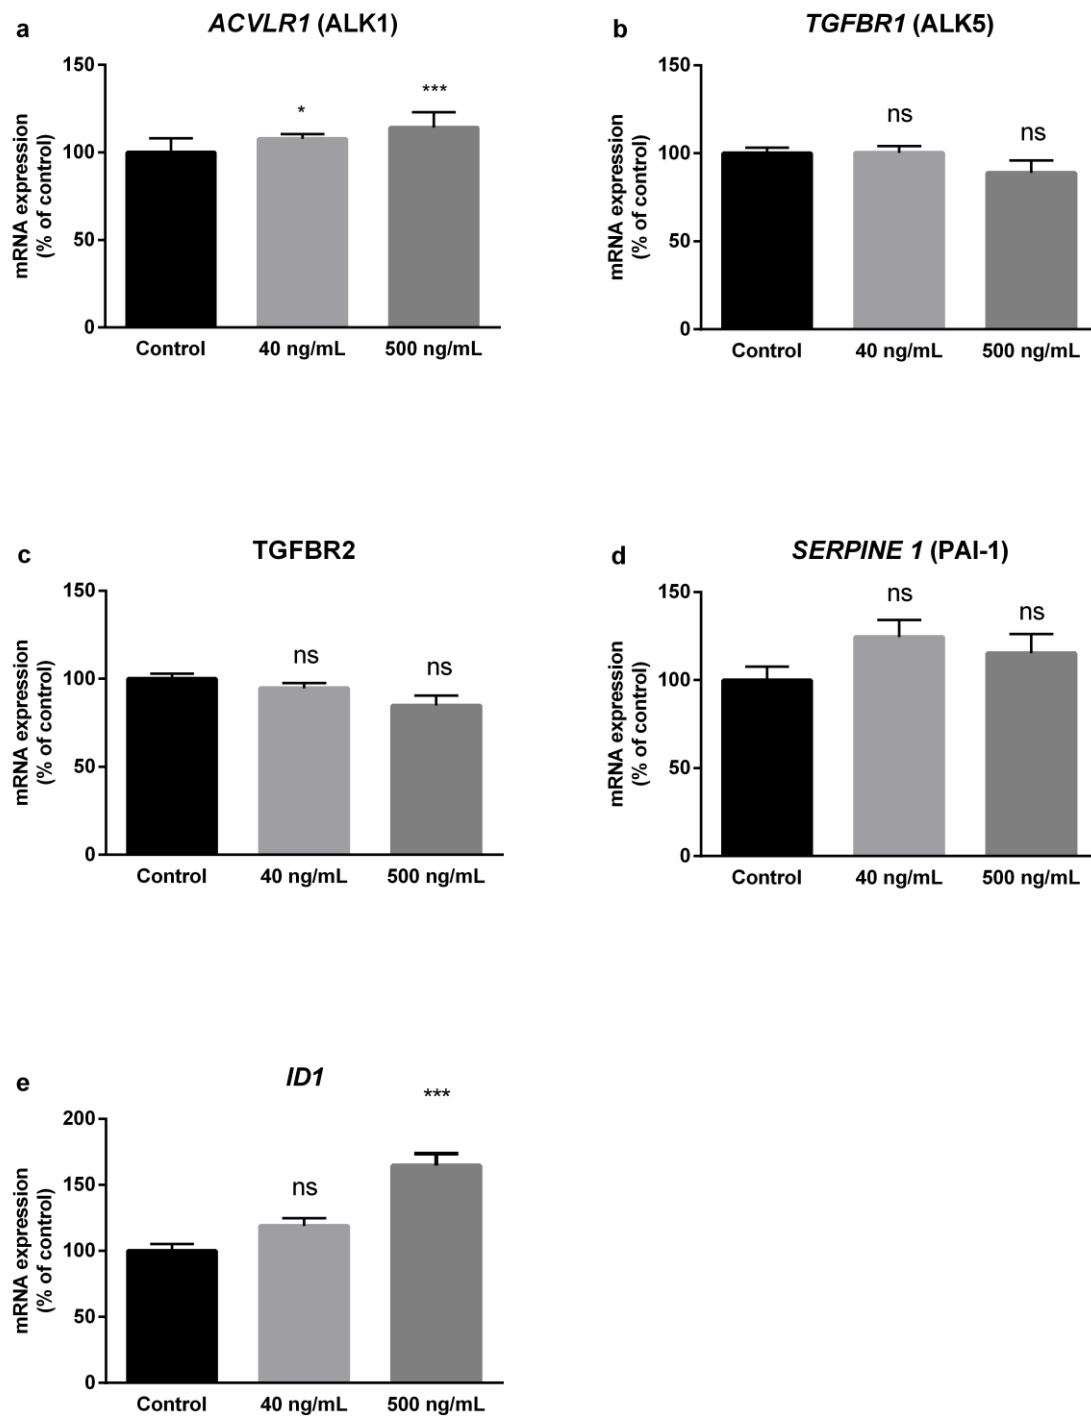 a
ACVLR1 (ALK1)
mRNA expression
(% of control)
150
100
50
0
*
***
Control
40 ng/mL
500 ng/mL
b
TGFBR1 (ALK5)
mRNA expression
(% of control)
150
100
50
0
ns
ns
Control
40 ng/mL
500 ng/mL
c
TGFBR2
mRNA expression
(% of control)
150
100
50
0
ns
ns
Control
40 ng/mL
500 ng/mL
d
SERPINE 1 (PAI-1)
mRNA expression
(% of control)
150
100
50
0
ns
ns
Control
40 ng/mL
500 ng/mL
e
ID1
mRNA expression
(% of control)
200
150
100
50
0
ns
***
Control
40 ng/mL
500 ng/mL